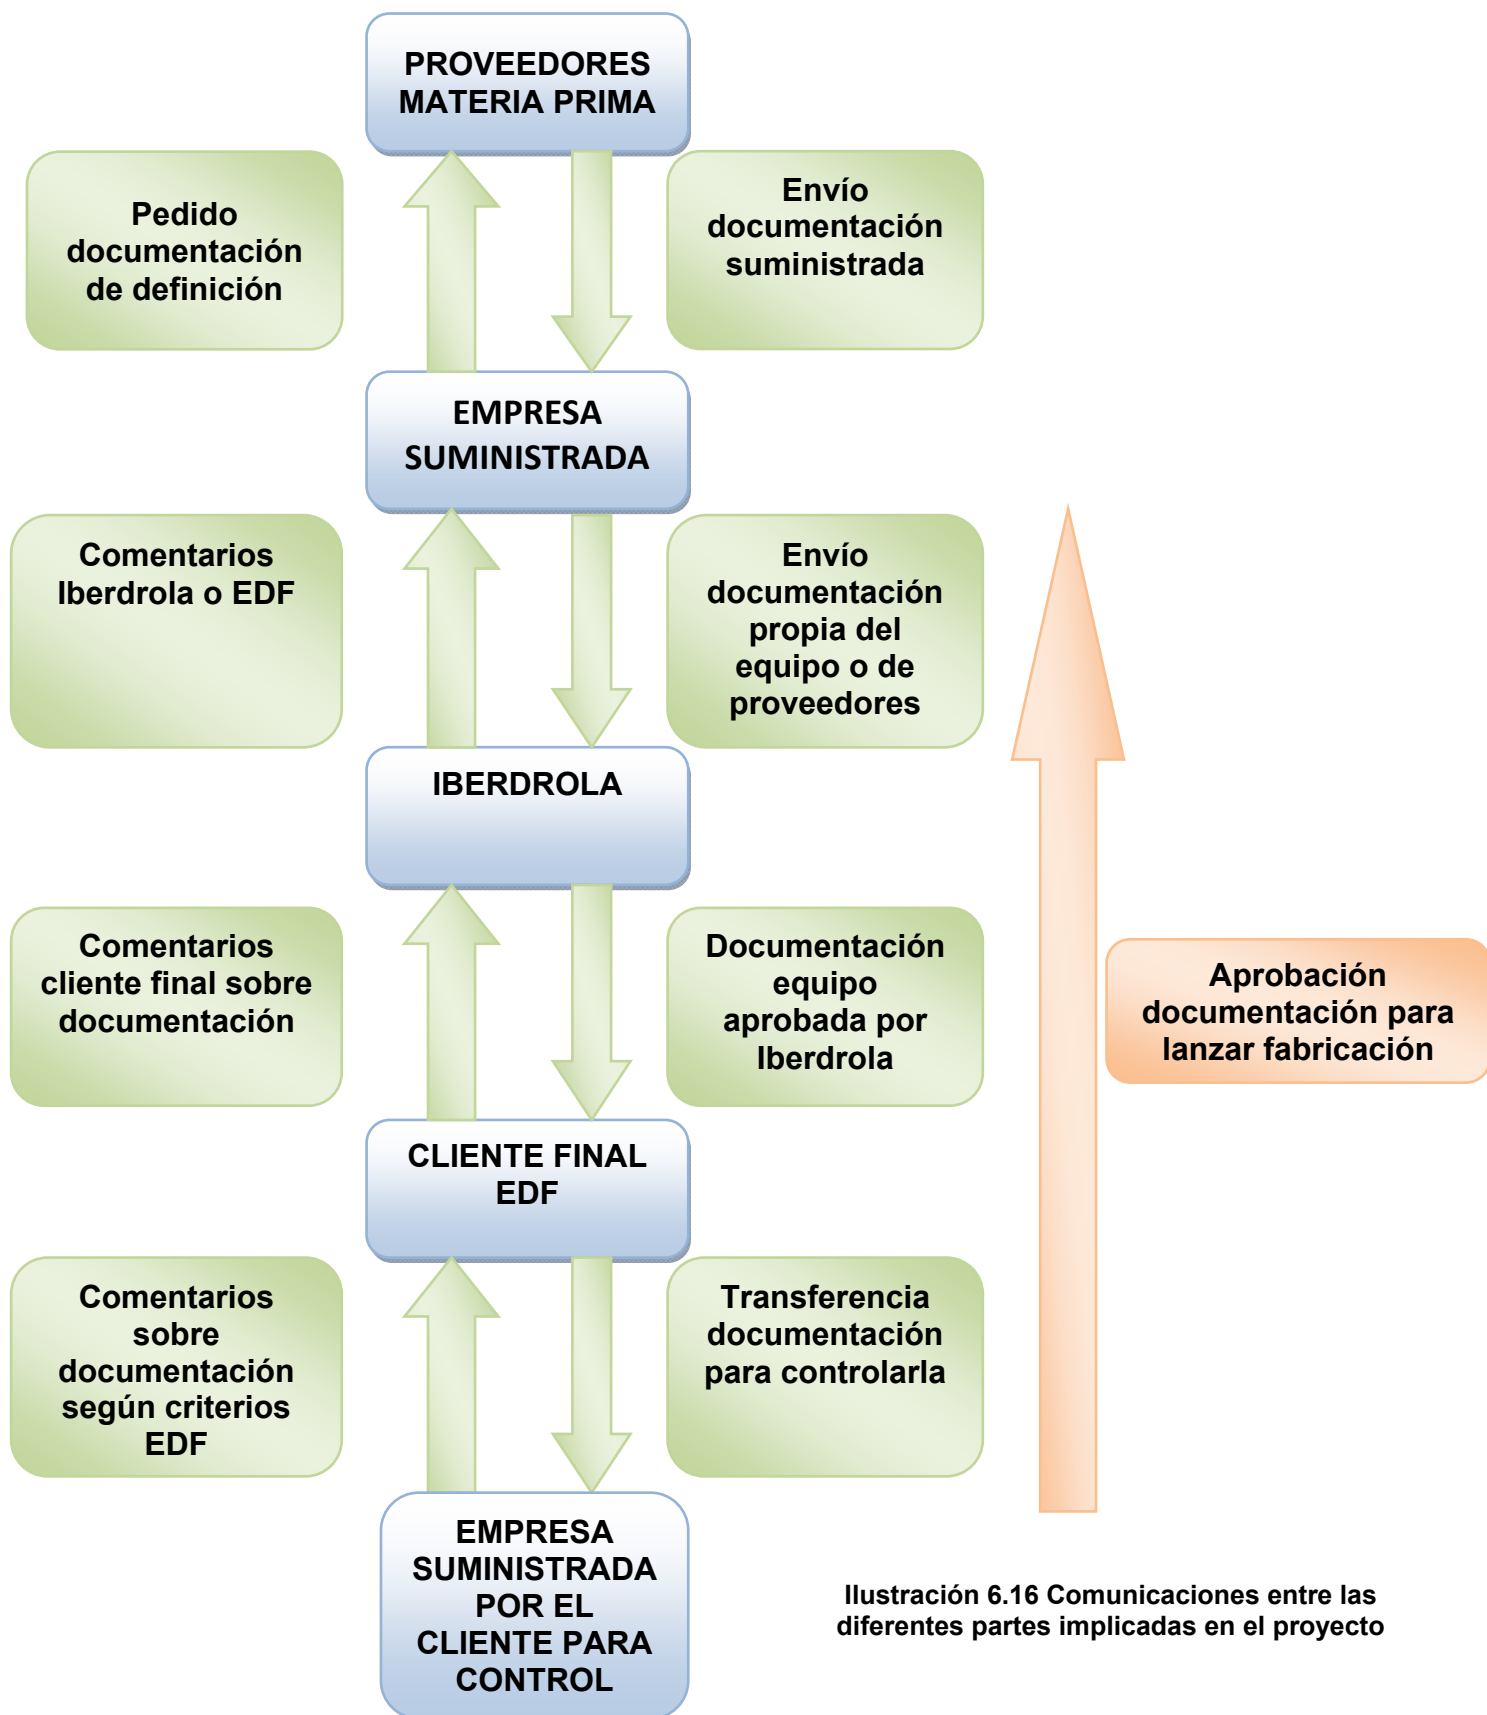 PROVEEDORES
MATERIA PRIMA
Pedido
documentación
de definición
Envío
documentación
suministrada
EMPRESA
SUMINISTRADA
Comentarios
Iberdrola o EDF
Envío
documentación
propia del
equipo o de
proveedores
IBERDROLA
Comentarios
cliente final sobre
documentación
Documentación
equipo
aprobada por
Iberdrola
Aprobación
documentación para
lanzar fabricación
CLIENTE FINAL
EDF
Comentarios
sobre
documentación
según criterios
EDF
Transferencia
documentación
para controlarla
EMPRESA
SUMINISTRADA
POR EL
CLIENTE PARA
CONTROL
Ilustración 6.16 Comunicaciones entre las
diferentes partes implicadas en el proyecto